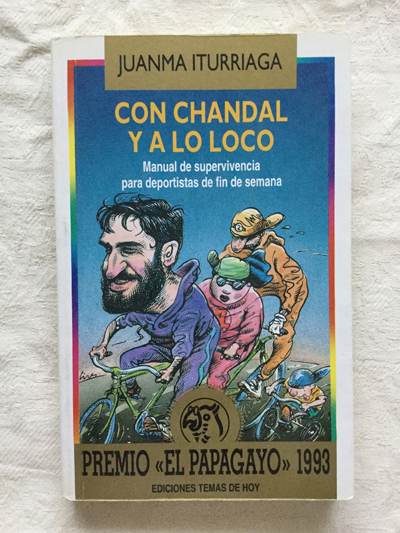 JUANMA ITURRIAGA
CON CHANDAL
Y A LO LOCO
Manual de supervivencia
para deportistas de fin de semana
PREMIO «EL PAPAGAYO» 1993
EDICIONES TEMAS DE HOY